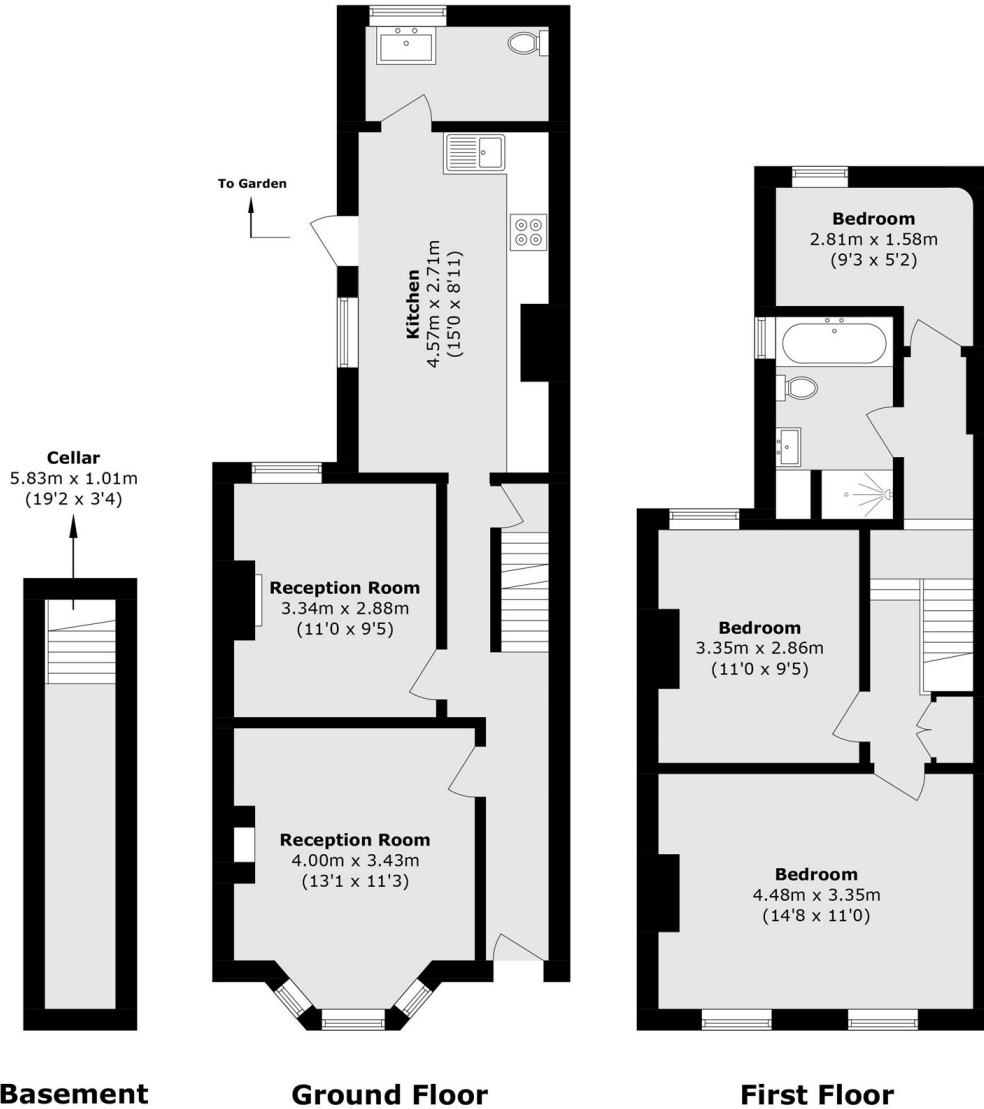 To Garden
Kitchen
4.57m x 2.71m
(15'0 x 8'11)
Cellar
5.83m x 1.01m
(19'2 x 3'4)
Reception Room
3.34m x 2.88m
(11'0 x 9'5)
Reception Room
4.00m x 3.43m
(13'1 x 11'3)
Bedroom
2.81m x 1.58m
(9'3 x 5'2)
Bedroom
3.35m x 2.86m
(11'0 x 9'5)
Bedroom
4.48m x 3.35m
(14'8 x 11'0)
Basement
Ground Floor
First Floor